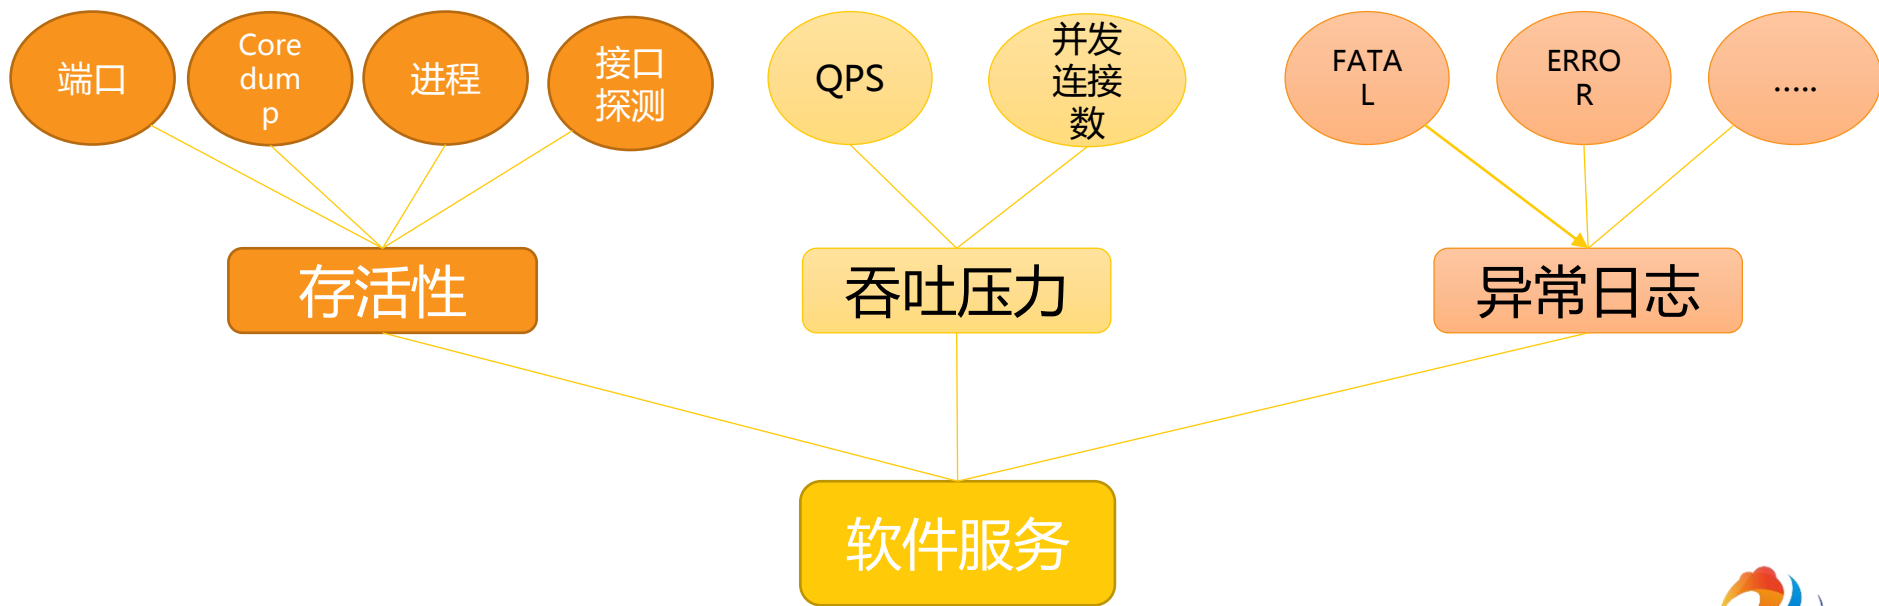 端口
Core
dum
p
进程
接口
探测
QPS
并发
连接
数
FATA
L
ERRO
R
.....
存活性
吞吐压力
异常日志
软件服务